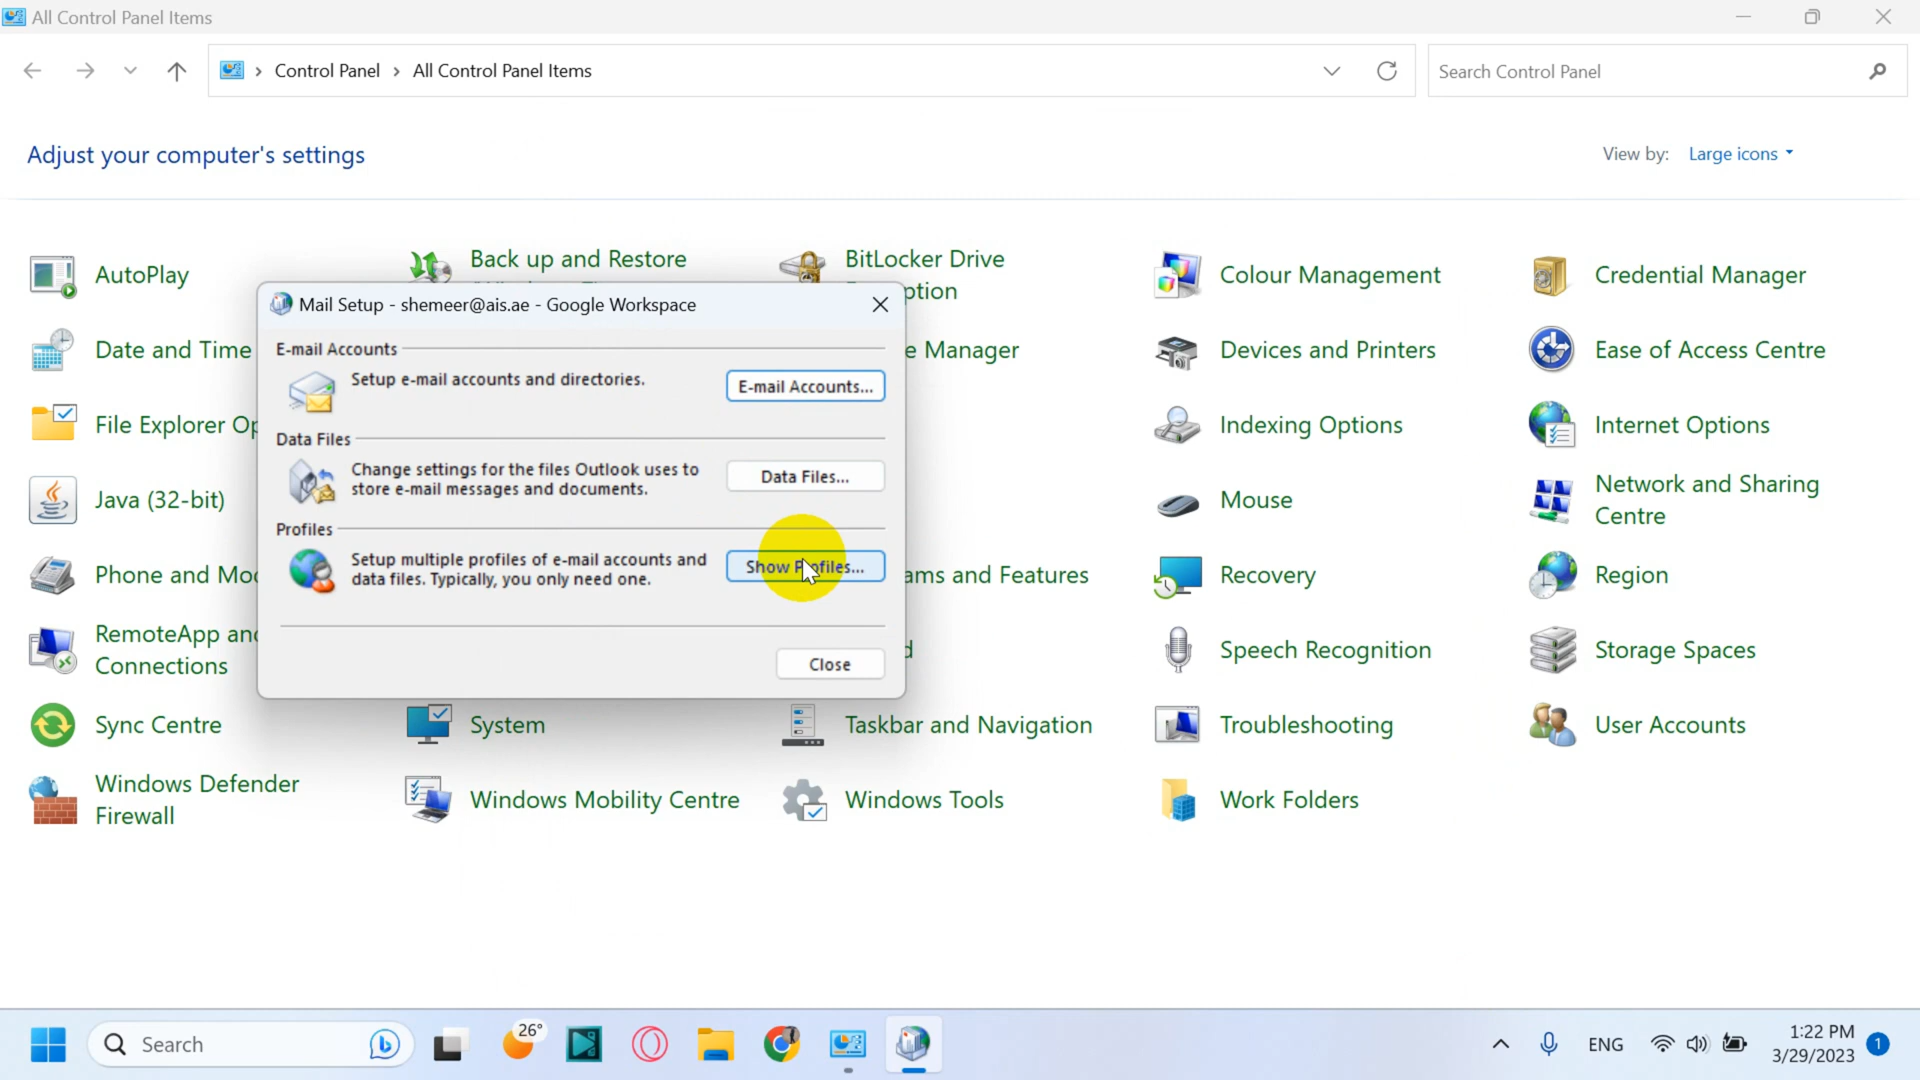 All Control Panel Items
Control Panel > All Control Panel Items
Search Control Panel
Adjust your computer's settings
View by: Large icons
AutoPlay
Back up and Restore
BitLocker Drive
Colour Management
Credential Manager
Mail Setup - shemeer@ais.ae - Google Workspace
E-mail Accounts
Setup e-mail accounts and directories.
E-mail Accounts...
Data Files
Change settings for the files Outlook uses to
store e-mail messages and documents.
Data Files...
Profiles
Setup multiple profiles of e-mail accounts and
data files. Typically, you only need one.
Show Profiles...
Close
Date and Time
Manager
Devices and Printers
Ease of Access Centre
File Explorer
Indexing Options
Internet Options
Java (32-bit)
Mouse
Network and Sharing
Centre
Phone and
and Features
Recovery
Region
RemoteApp and
Connections
Speech Recognition
Storage Spaces
Sync Centre
System
Taskbar and Navigation
Troubleshooting
User Accounts
Windows Defender
Firewall
Windows Mobility Centre
Windows Tools
Work Folders
Search
26°
ENG
1:22 PM
3/29/2023
1